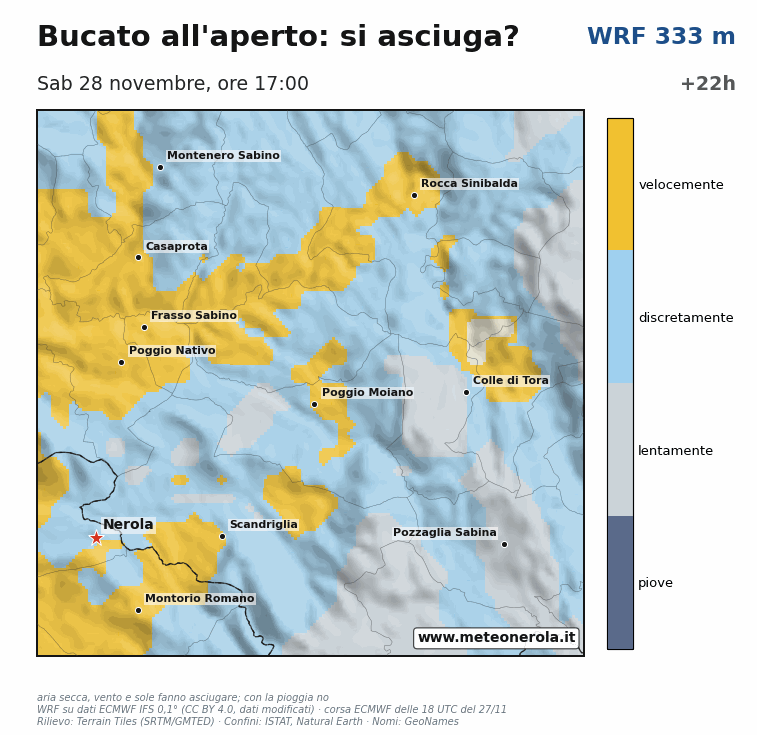 Bucato all'aperto: si asciuga?
WRF 333 m
Sab 28 novembre, ore 17:00
+22h
Montenero Sabino
Rocca Sinibalda
Casaprota
Frasso Sabino
Poggio Nativo
Colle di Tora
Poggio Moiano
Nerola
Scandriglia
Pozzaglia Sabina
Montorio Romano
www.meteonerola.it
velocemente
discretamente
lentamente
piove
aria secca, vento e sole fanno asciugare; con la pioggia no
WRF su dati ECMWF IFS 0,1° (CC BY 4.0, dati modificati) · corsa ECMWF delle 18 UTC del 27/11
Rilievo: Terrain Tiles (SRTM/GMTED) · Confini: ISTAT, Natural Earth · Nomi: GeoNames